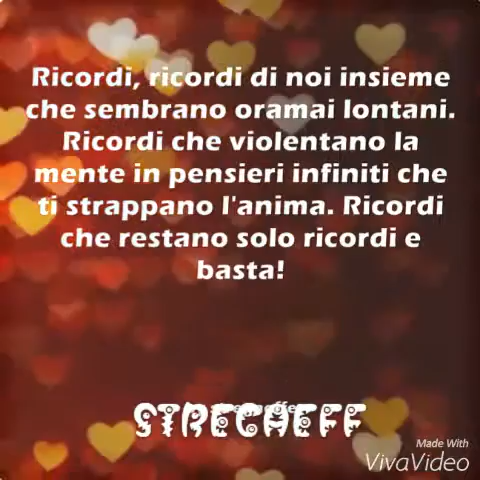 Ricordi, ricordi di noi insieme
che sembrano oramai lontani.
Ricordi che violentano la
mente in pensieri infiniti che
ti strappano l'anima. Ricordi
che restano solo ricordi e
basta!
STREGHEFF
Made With
VivaVideo